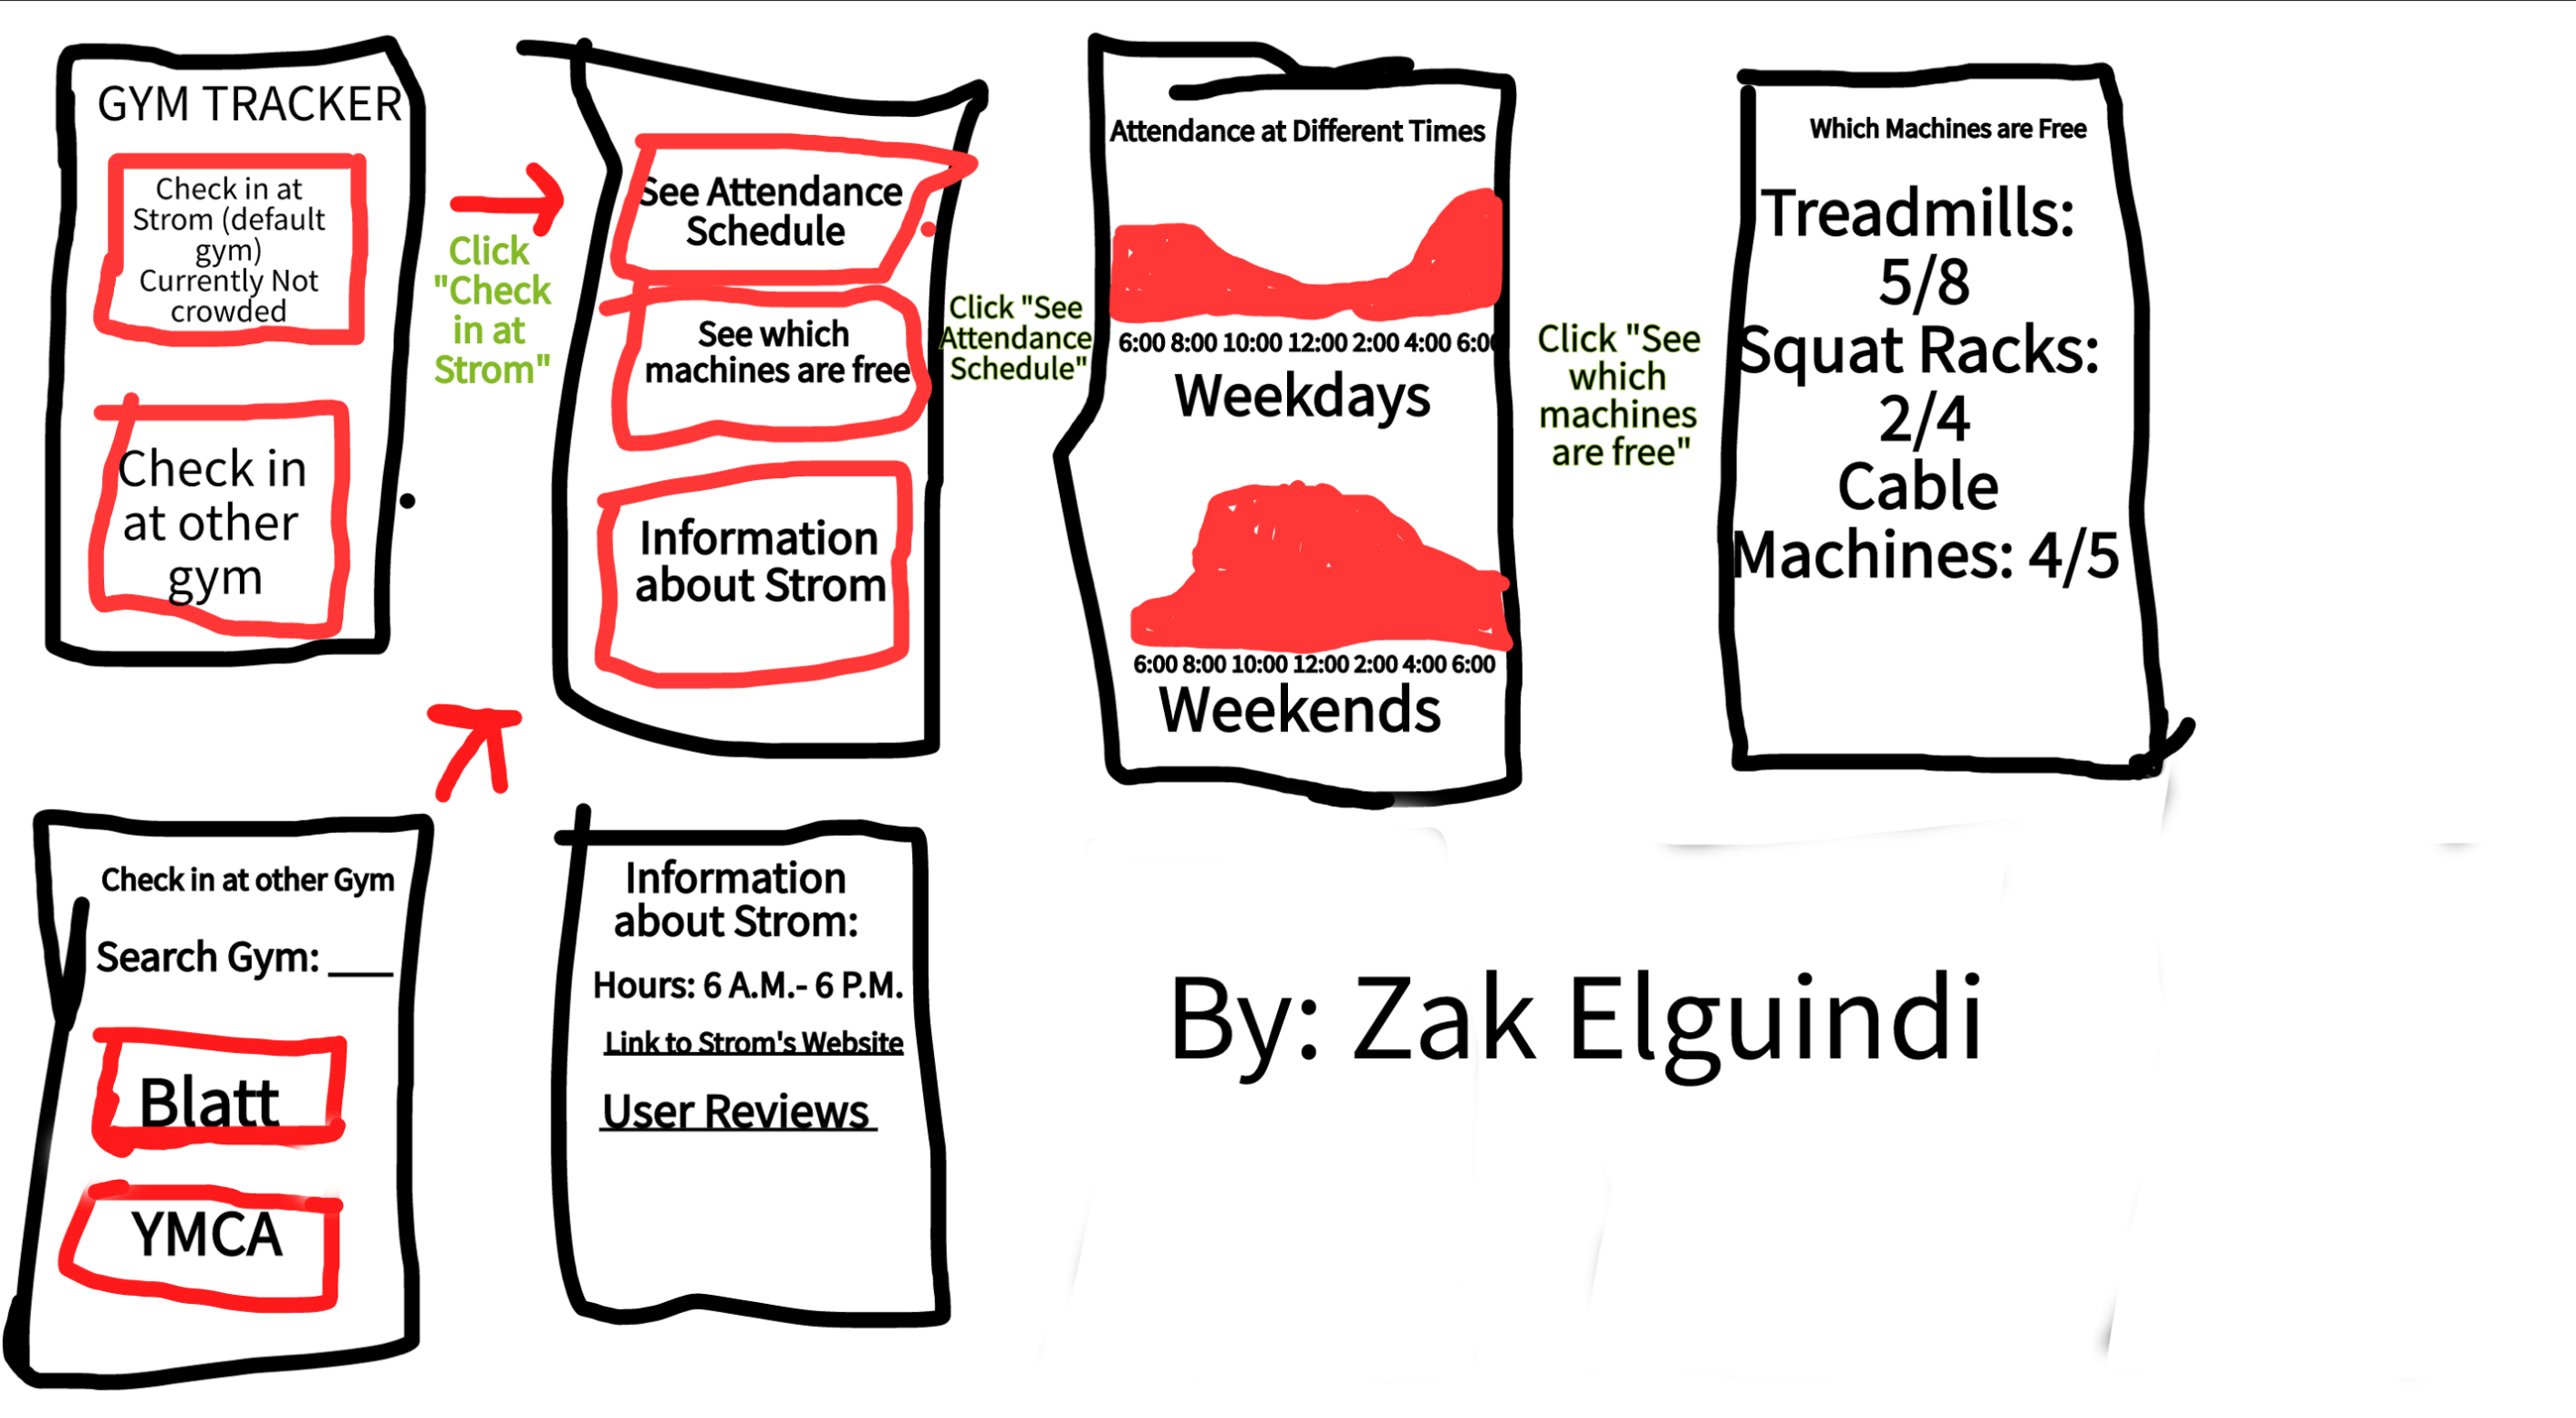 GYM TRACKER
Check in at
Strom (default
gym)
Currently Not
crowded
Check in
at other
gym
Click
"Check
in at
Strom"
See Attendance
Schedule
See which
machines are free
Information
about Strom
Click "See
Attendance
Schedule"
Attendance at Different Times
6:00 8:00 10:00 12:00 2:00 4:00 6:00
Weekdays
6:00 8:00 10:00 12:00 2:00 4:00 6:00
Weekends
Click "See
which
machines
are free"
Which Machines are Free
Treadmills:
5/8
Squat Racks:
2/4
Cable
Machines: 4/5
Check in at other Gym
Search Gym: ___
Blatt
YMCA
Information
about Strom:
Hours: 6 A.M.- 6 P.M.
Link to Strom's Website
User Reviews
By: Zak Elguindi